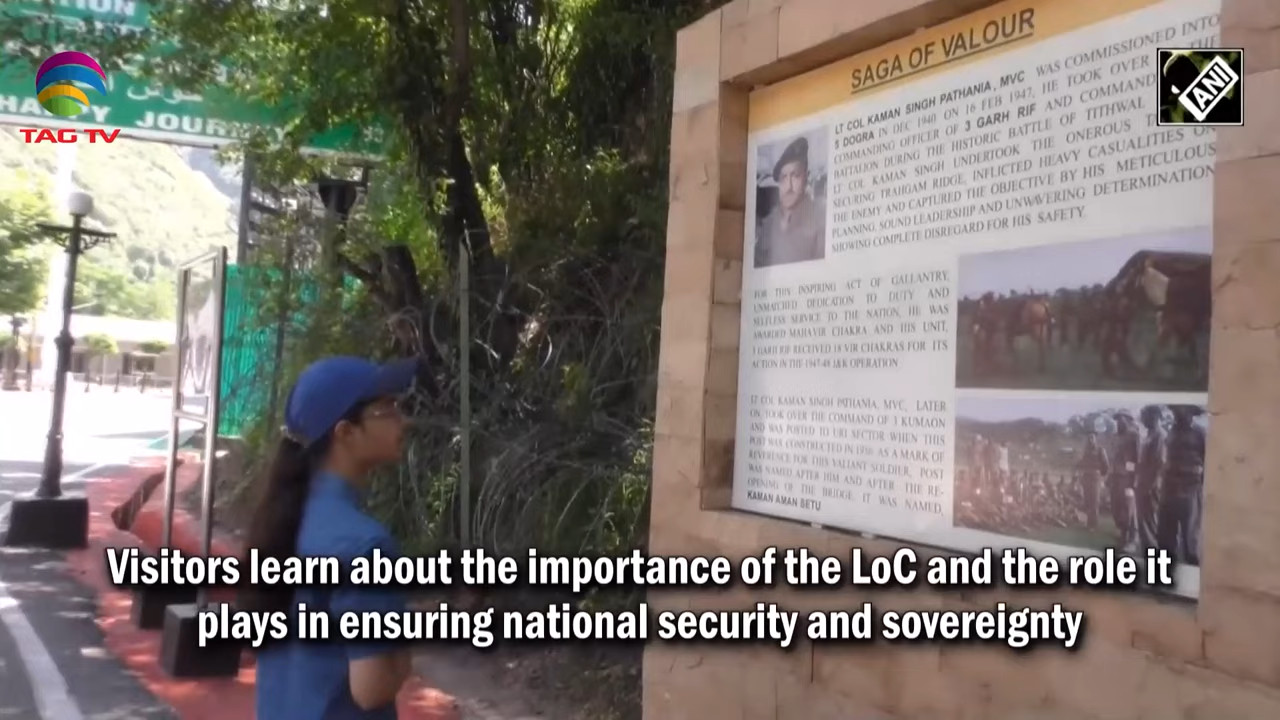 TAG TV
HAPPY JOURNEY
ANI
SAGA OF VALOUR
LT COL KAMAN SINGH PATHANIA, MVC WAS COMMISSIONED INTO
5 DOGRA IN DEC 1940 ON 16 FEB 1947, HE TOOK OVER THE
COMMANDING OFFICER OF 3 GARH RIF AND COMMAND
BATTALION DURING THE HISTORIC BATTLE OF TITHWAL
LT COL KAMAN SINGH UNDERTOOK THE ONEROUS
SECURING TRAHGAM RIDGE, INFLICTED HEAVY CASUALITIES ON
THE ENEMY AND CAPTURED THE OBJECTIVE BY HIS METICULOUS
PLANNING, SOUND LEADERSHIP AND UNWAVERING DETERMINATION
SHOWING COMPLETE DISREGARD FOR HIS SAFETY.
FOR THIS INSPIRING ACT OF GALLANTRY,
UNMATCHED DEDICATION TO DUTY AND
SELFLESS SERVICE TO THE NATION, HE WAS
AWARDED MAHAVIR CHAKRA AND HIS UNIT,
3 GARH RIF RECEIVED 18 VIR CHAKRAS FOR ITS
ACTION IN THE 1947-48 J&K OPERATION
LT COL KAMAN SINGH PATHANIA, MVC, LATER
ON, TOOK OVER THE COMMAND OF 3 KUMAON
AND WAS POSTED TO URI SECTOR WHEN THIS
POST WAS CONSTRUCTED IN AS A MARK OF
REVERENCE FOR THIS VALIANT SOLDIER, POST
WAS NAMED AFTER HIM AND AFTER THE RE-
OPENING OF THE BRIDGE, IT WAS NAMED,
KAMAN AMAN SETU
Visitors learn about the importance of the LoC and the role it
plays in ensuring national security and sovereignty